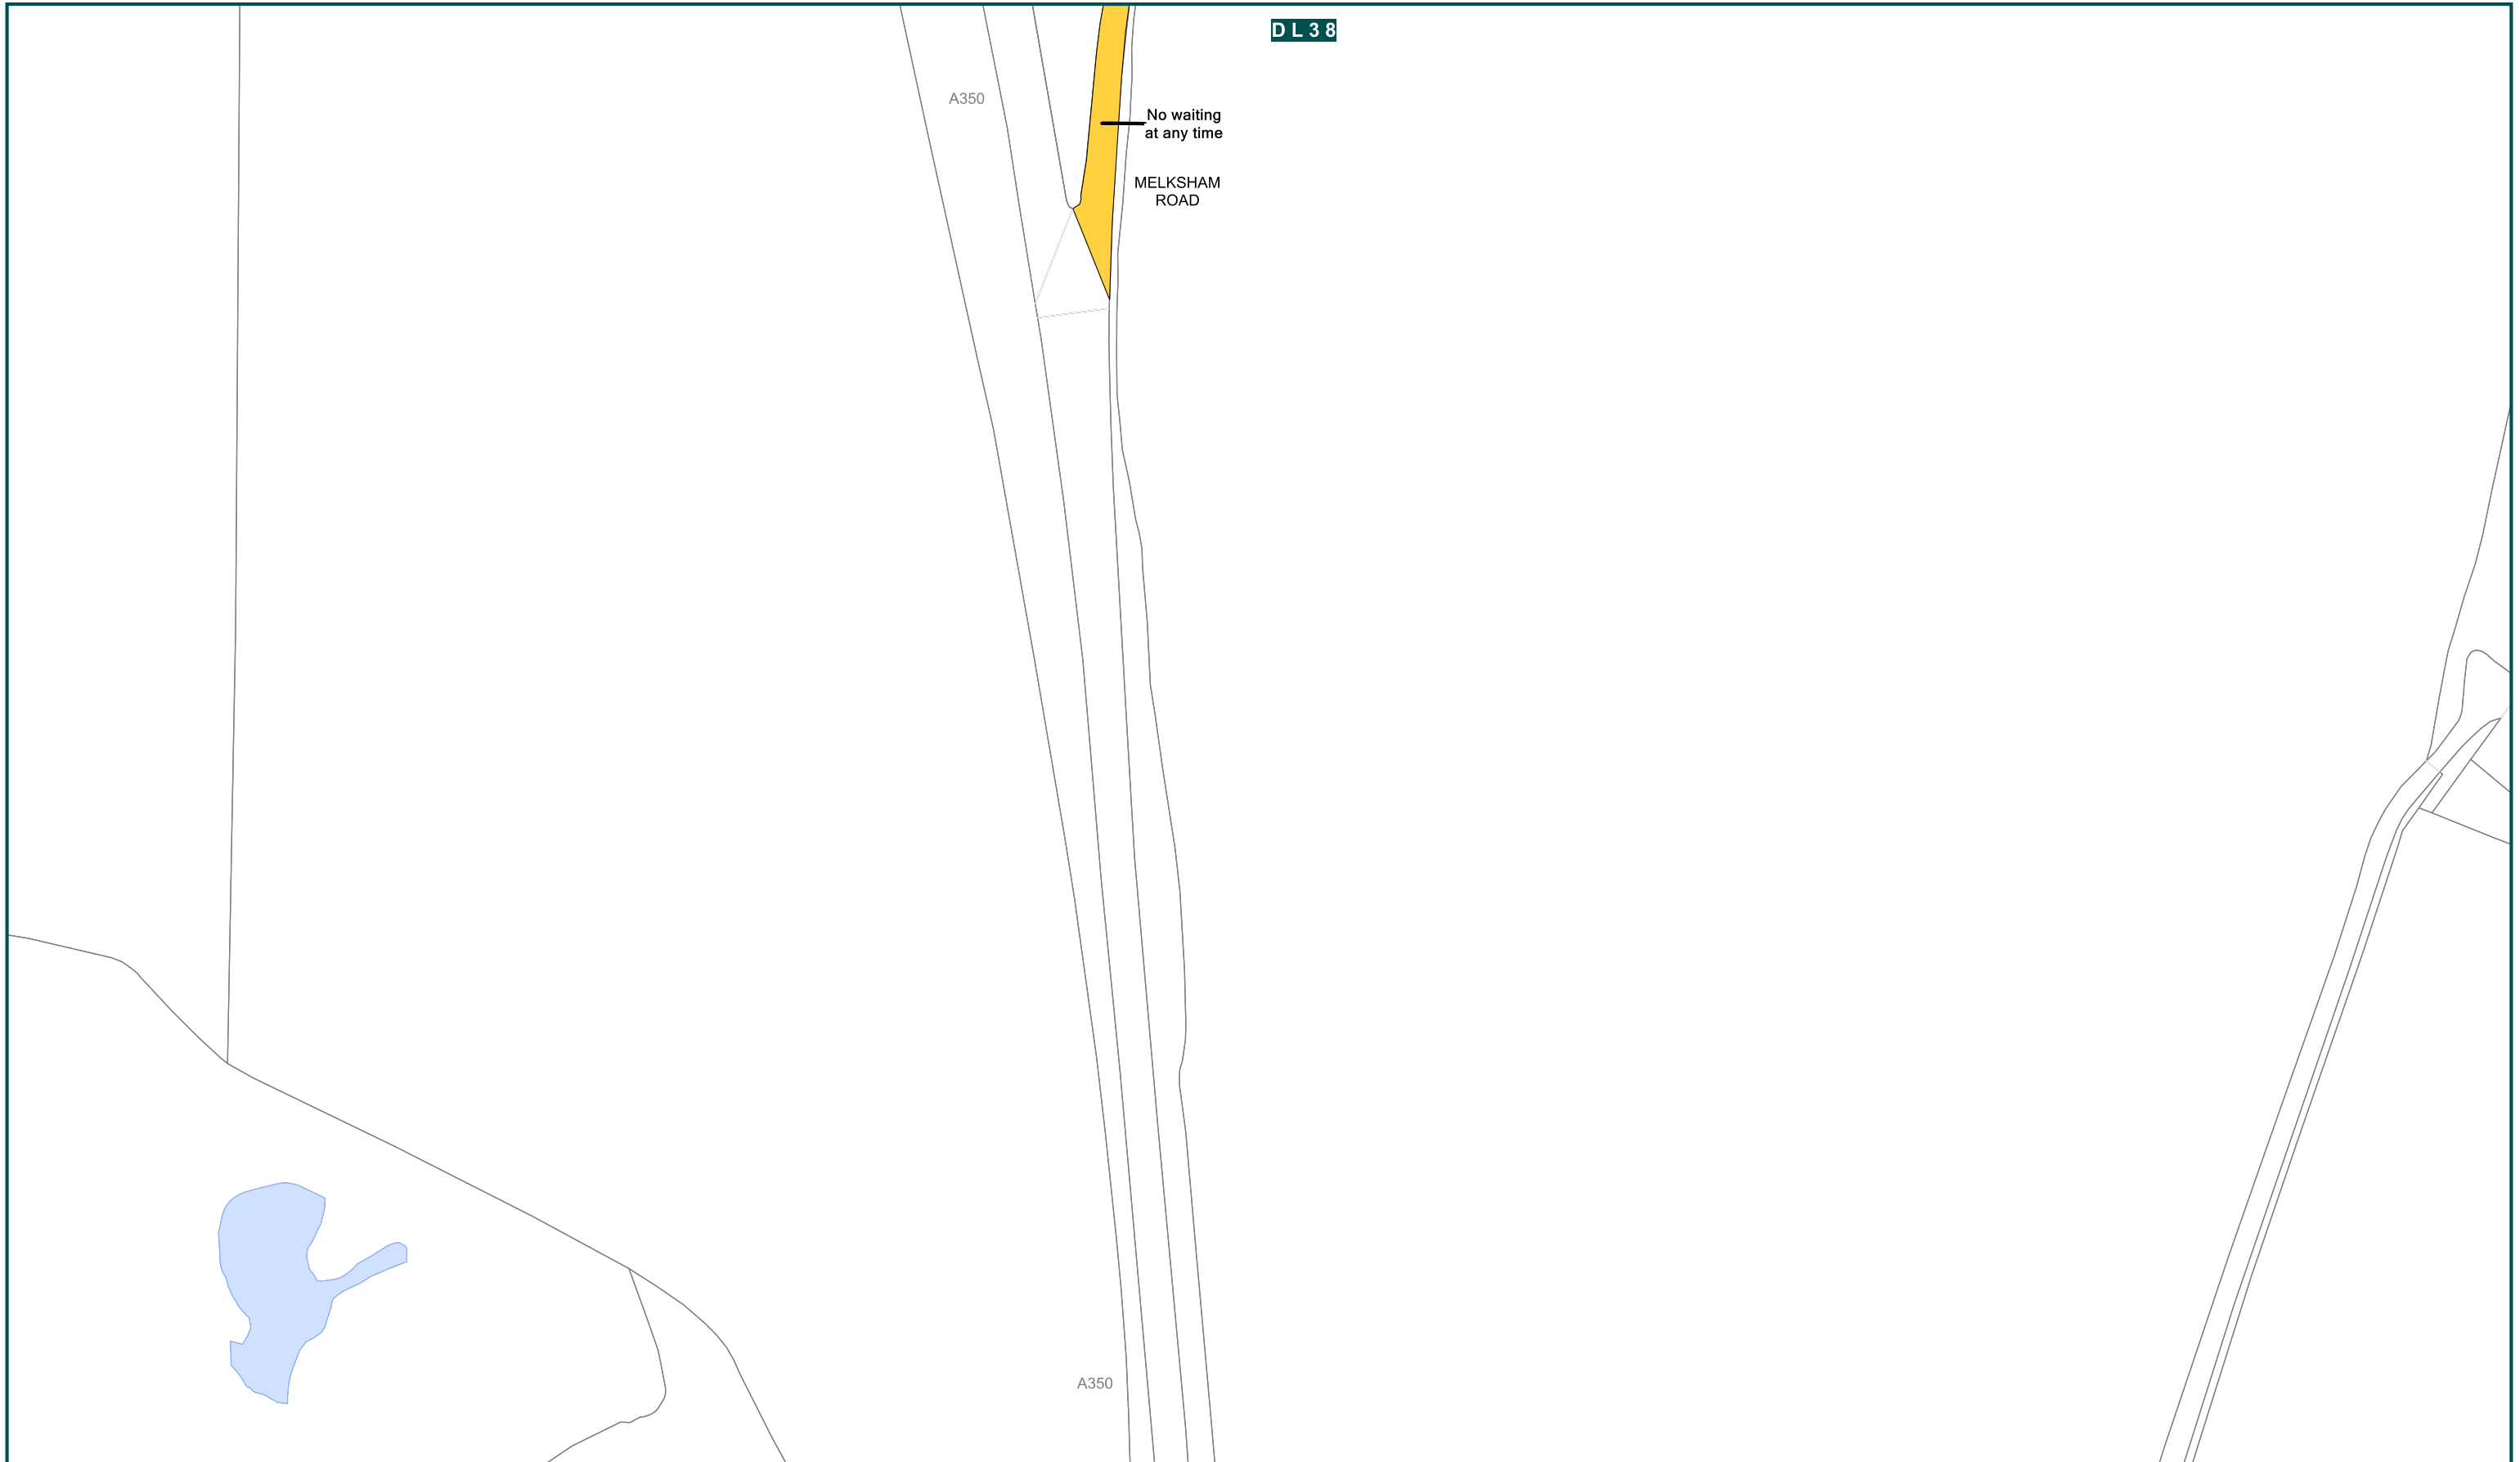 DL38
A350
No waiting
at any time
MELKSHAM
ROAD
A350